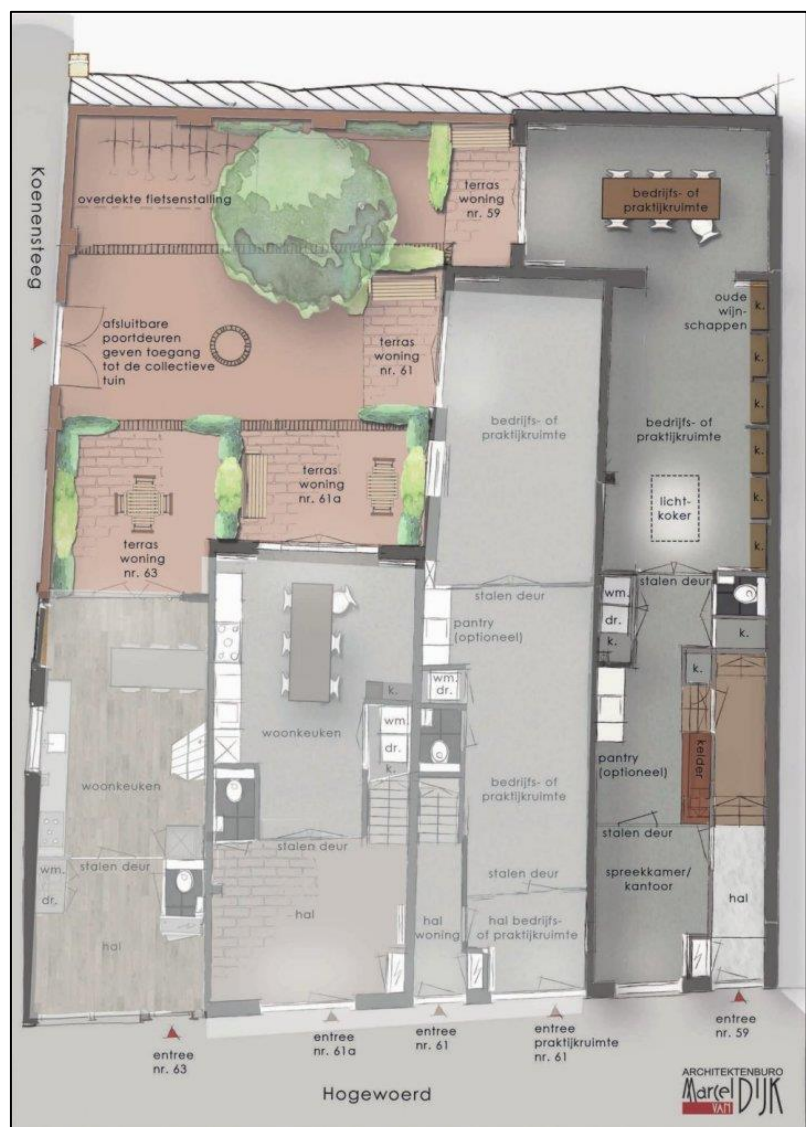 Koenensteeg
overdekte fietsenstalling
terras
woning
nr. 59
bedrijfs- of
praktijkruimte
afsluitbare
poortdeuren
geven toegang
tot de collectieve
tuin
terras
woning
nr. 61
oude
wijn-
schappen
k.
k.
k.
k.
k.
k.
bedrijfs- of
praktijkruimte
bedrijfs- of
praktijkruimte
licht-
koker
terras
woning
nr. 61a
terras
woning
nr. 63
stalen deur
stalen deur
wm.
dr.
k.
k.
k.
pantry
(optioneel)
wm.
dr.
k.
wm.
dr.
k.
woonkeuken
woonkeuken
bedrijfs- of
praktijkruimte
pantry
(optioneel)
kelder
stalen deur
stalen deur
stalen deur
stalen deur
wm.
dr.
spreekkamer/
kantoor
hal
hal
hal
hal
woning
hal bedrijfs-
of praktijkruimte
entree
nr. 63
entree
nr. 61a
entree
nr. 61
entree
praktijkruimte
nr. 61
entree
nr. 59
Hogewoerd
ARCHITEKTENBURO
Marcel
VAN
DIJK